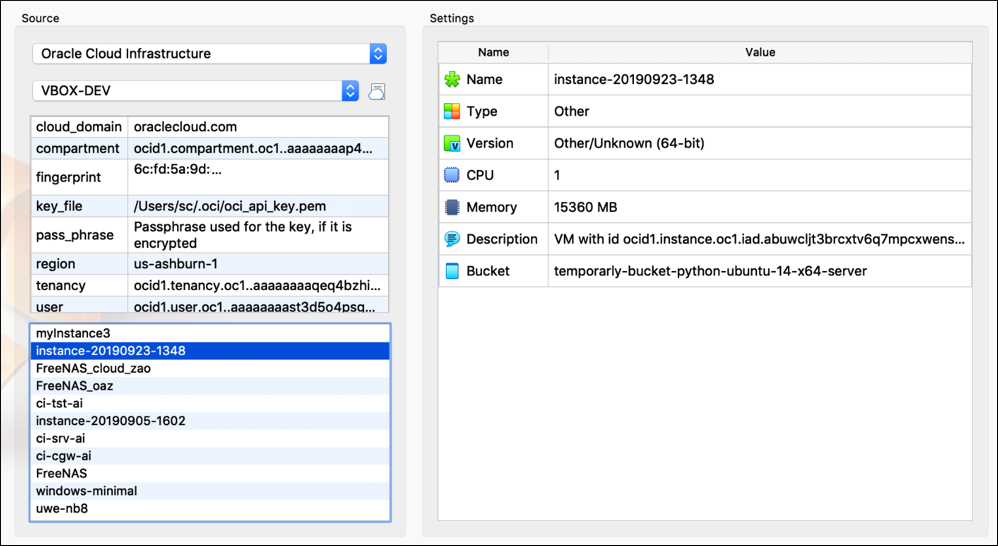 Source
Oracle Cloud Infrastructure
VBOX-DEV
cloud_domain oraclecloud.com
compartment ocid1.compartment.oc1..aaaaaaaap4...
fingerprint 6c:fd:5a:9d:...
key_file /Users/sc/.oci/oci_api_key.pem
pass_phrase Passphrase used for the key, if it is
encrypted
region us-ashburn-1
tenancy ocid1.tenancy.oc1..aaaaaaaaqeq4bzhi...
user ocid1.user.oc1..aaaaaaaast3d5o4psq...
myInstance3
instance-20190923-1348
FreeNAS_cloud_zao
FreeNAS_oaz
ci-tst-ai
instance-20190905-1602
ci-srv-ai
ci-cgw-ai
FreeNAS
windows-minimal
uwe-nb8
Settings
Name Value
Name instance-20190923-1348
Type Other
Version Other/Unknown (64-bit)
CPU 1
Memory 15360 MB
Description VM with id ocid1.instance.oc1.iad.abuwcljt3brcxtv6q7mpcxwens...
Bucket temporarly-bucket-python-ubuntu-14-x64-server